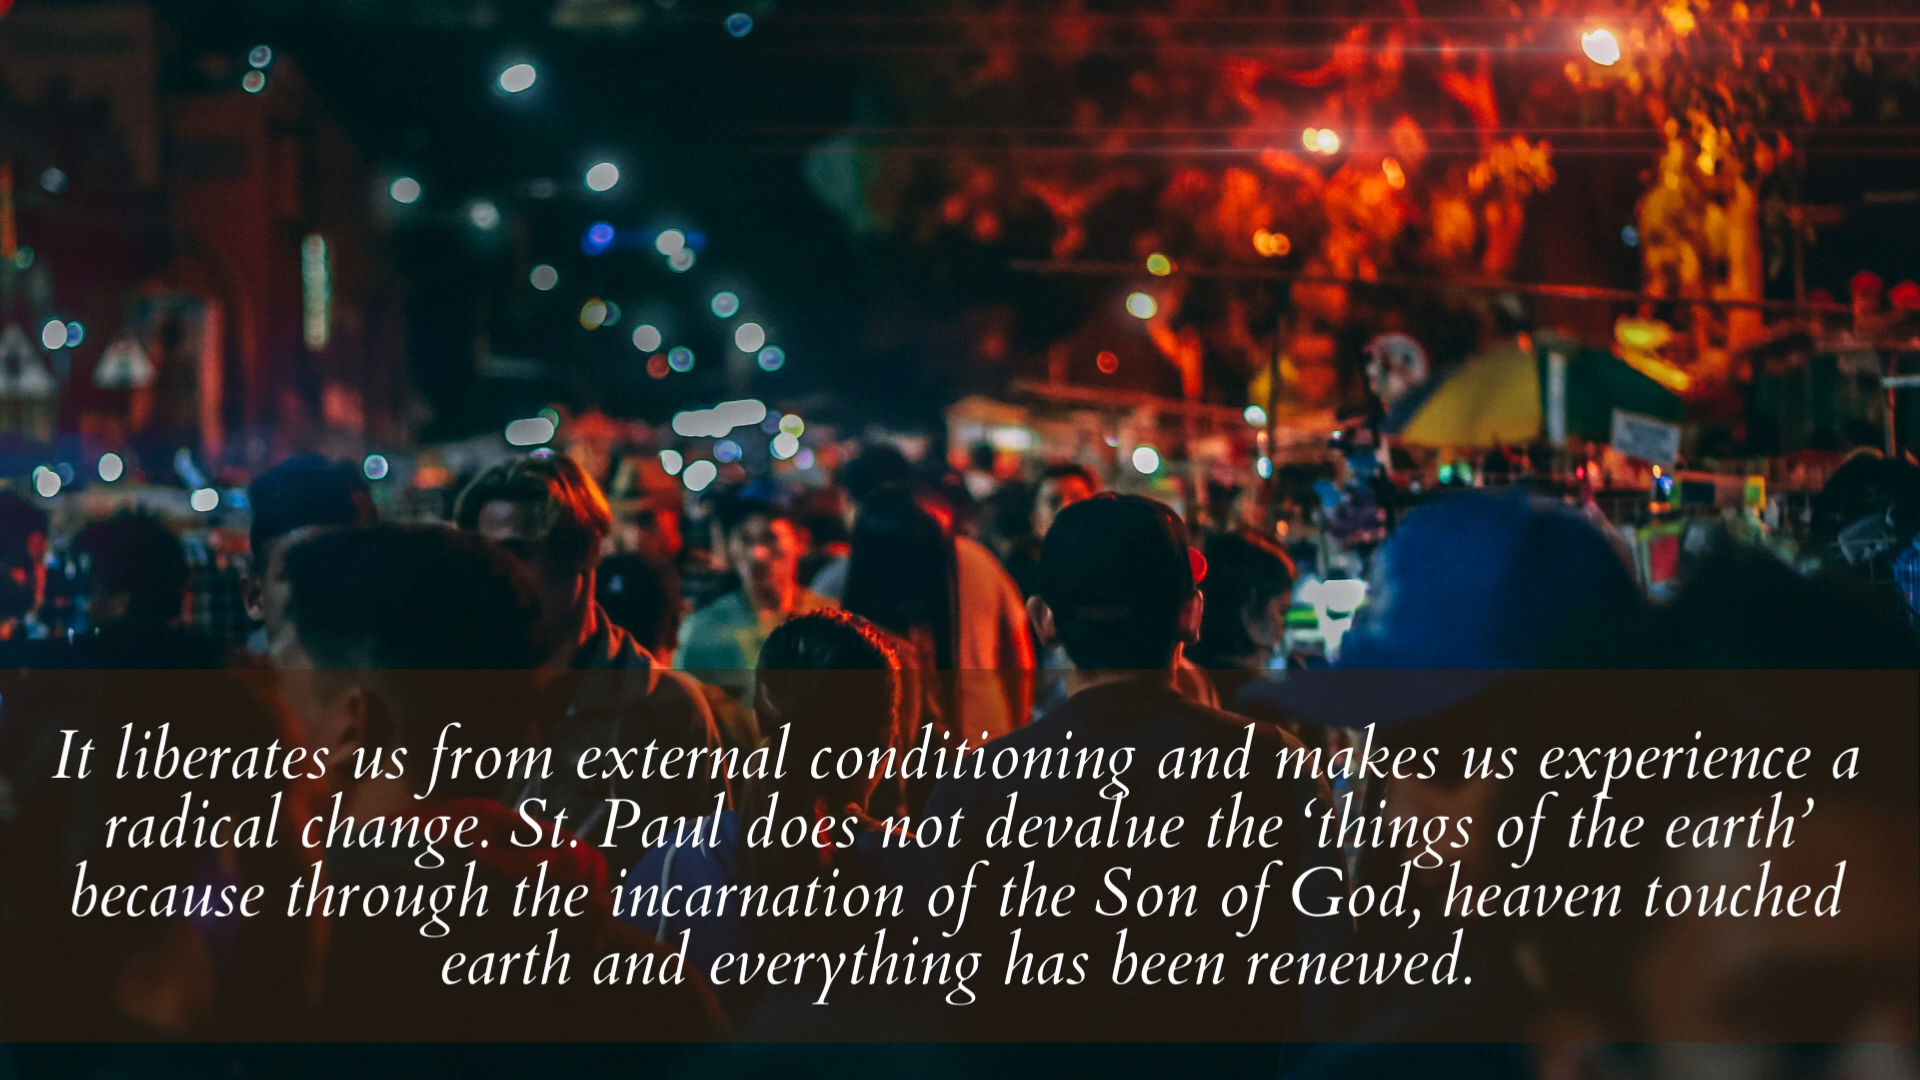 It liberates us from external conditioning and makes us experience a
radical change. St. Paul does not devalue the ‘things of the earth’
because through the incarnation of the Son of God, heaven touched
earth and everything has been renewed.